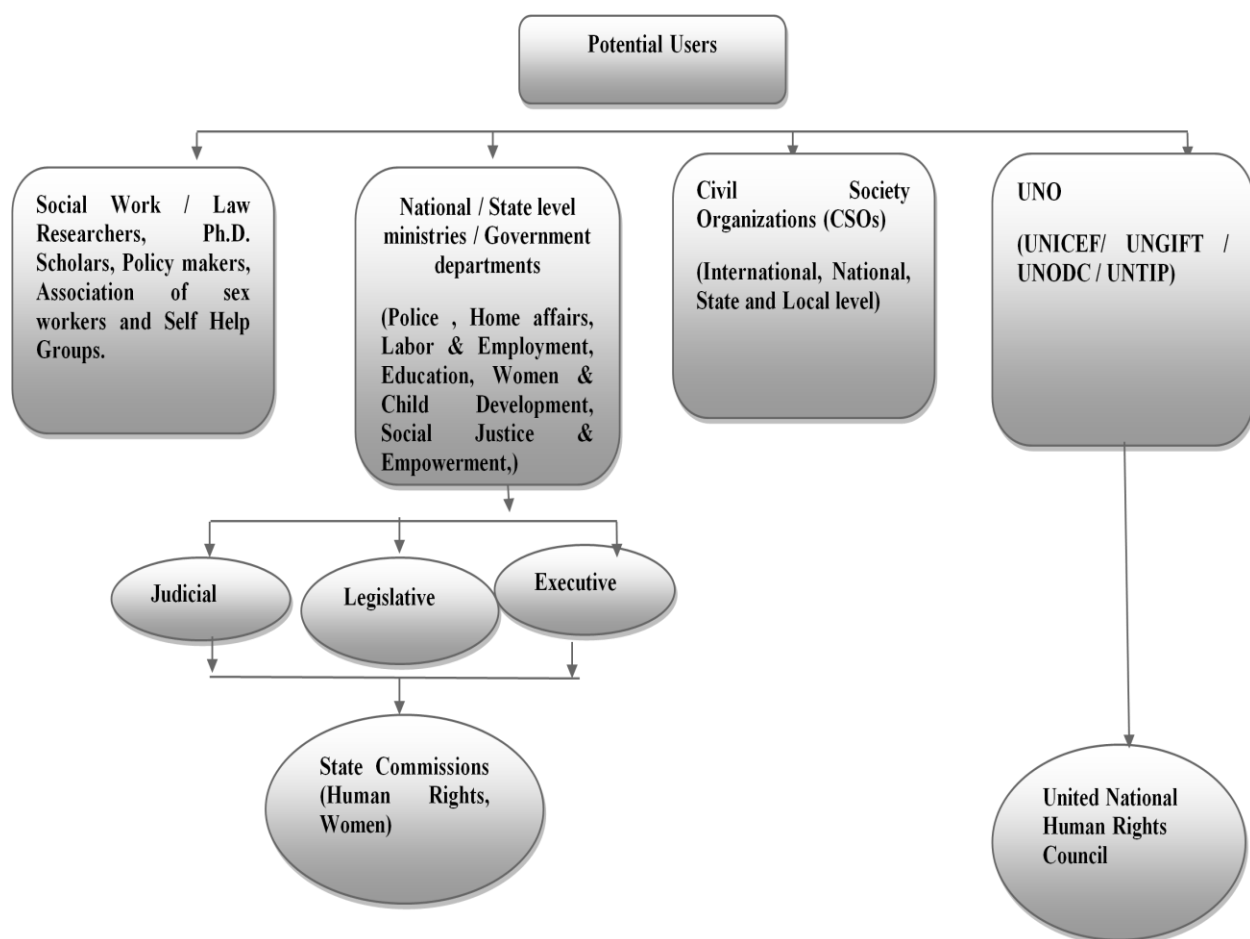 Potential Users
Social Work / Law
Researchers, Ph.D.
Scholars, Policy makers,
Association of sex
workers and Self Help
Groups.
National / State level
ministries / Government
departments
(Police , Home affairs,
Labor & Employment,
Education, Women &
Child Development,
Social Justice &
Empowerment,)
Civil Society
Organizations (CSOs)
(International, National,
State and Local level)
UNO
(UNICEF/ UNGIFT /
UNODC / UNTIP)
Judicial
Legislative
Executive
State Commissions
(Human Rights,
Women)
United National
Human Rights
Council